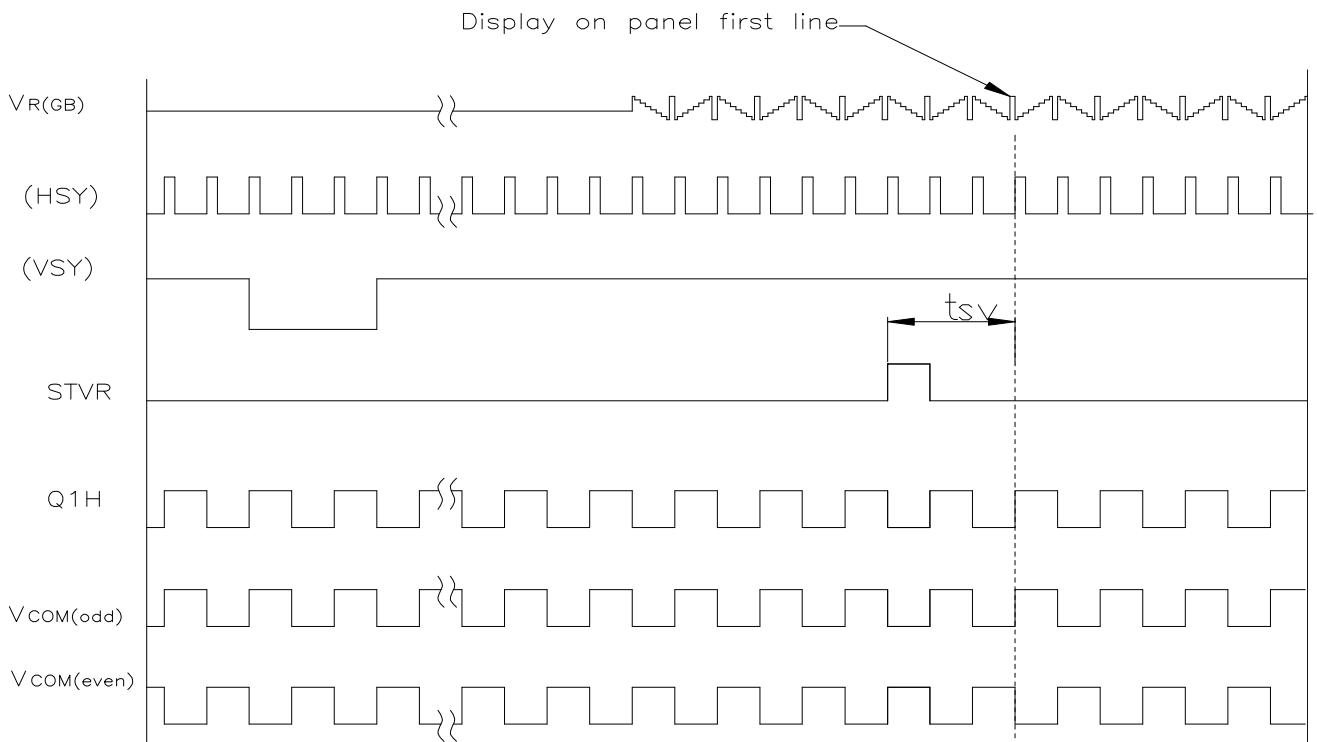 Display on panel first line
VR(GB)
(HSY)
(VSY)
tsv
STVR
Q1H
VCOM(odd)
VCOM(even)